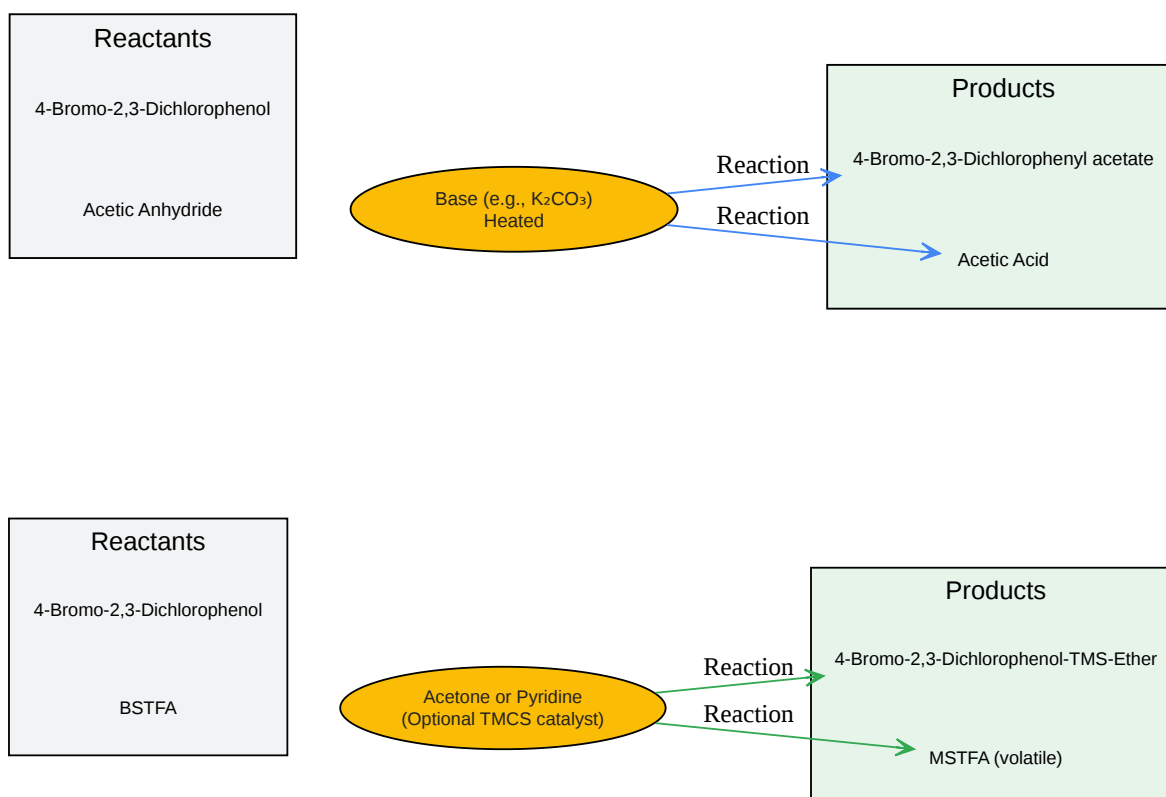 Reactants
4-Bromo-2,3-Dichlorophenol
Acetic Anhydride
Base (e.g., K₂CO₃)
Heated
Reaction
Reaction
Products
4-Bromo-2,3-Dichlorophenyl acetate
Acetic Acid
Reactants
4-Bromo-2,3-Dichlorophenol
BSTFA
Acetone or Pyridine
(Optional TMCS catalyst)
Reaction
Reaction
Products
4-Bromo-2,3-Dichlorophenol-TMS-Ether
MSTFA (volatile)